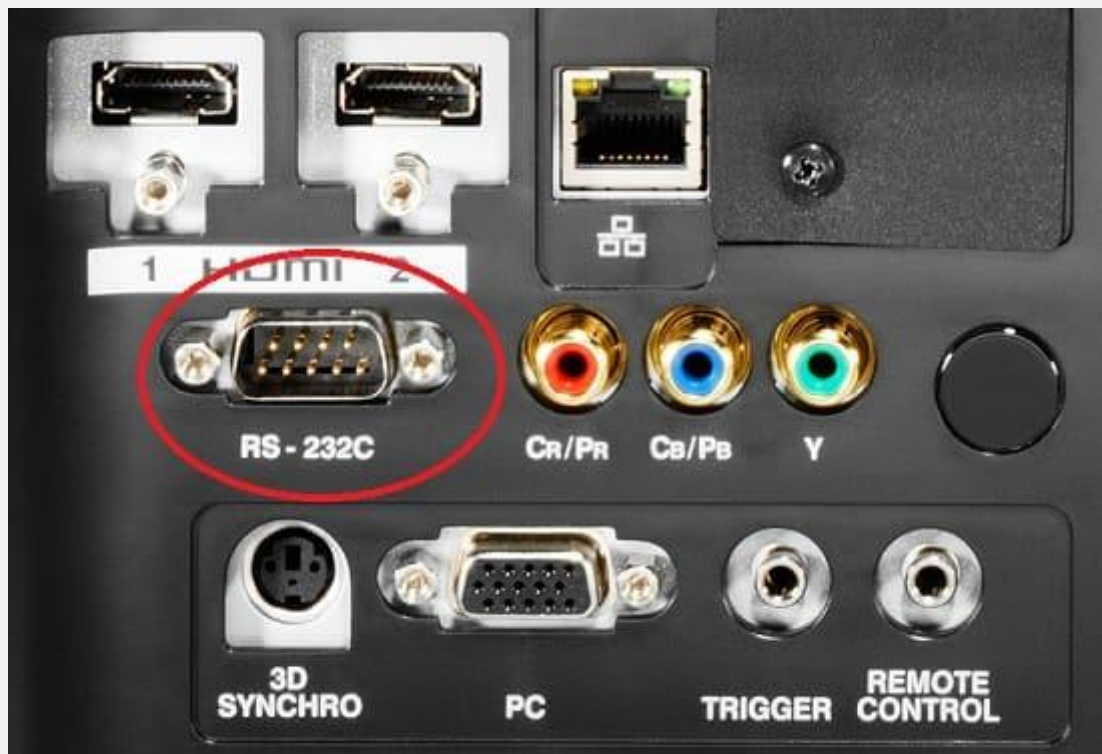 1 HDMI 2
RS - 232C
CR/PR CB/PB Y
3D
SYNCHRO
PC
TRIGGER
REMOTE
CONTROL